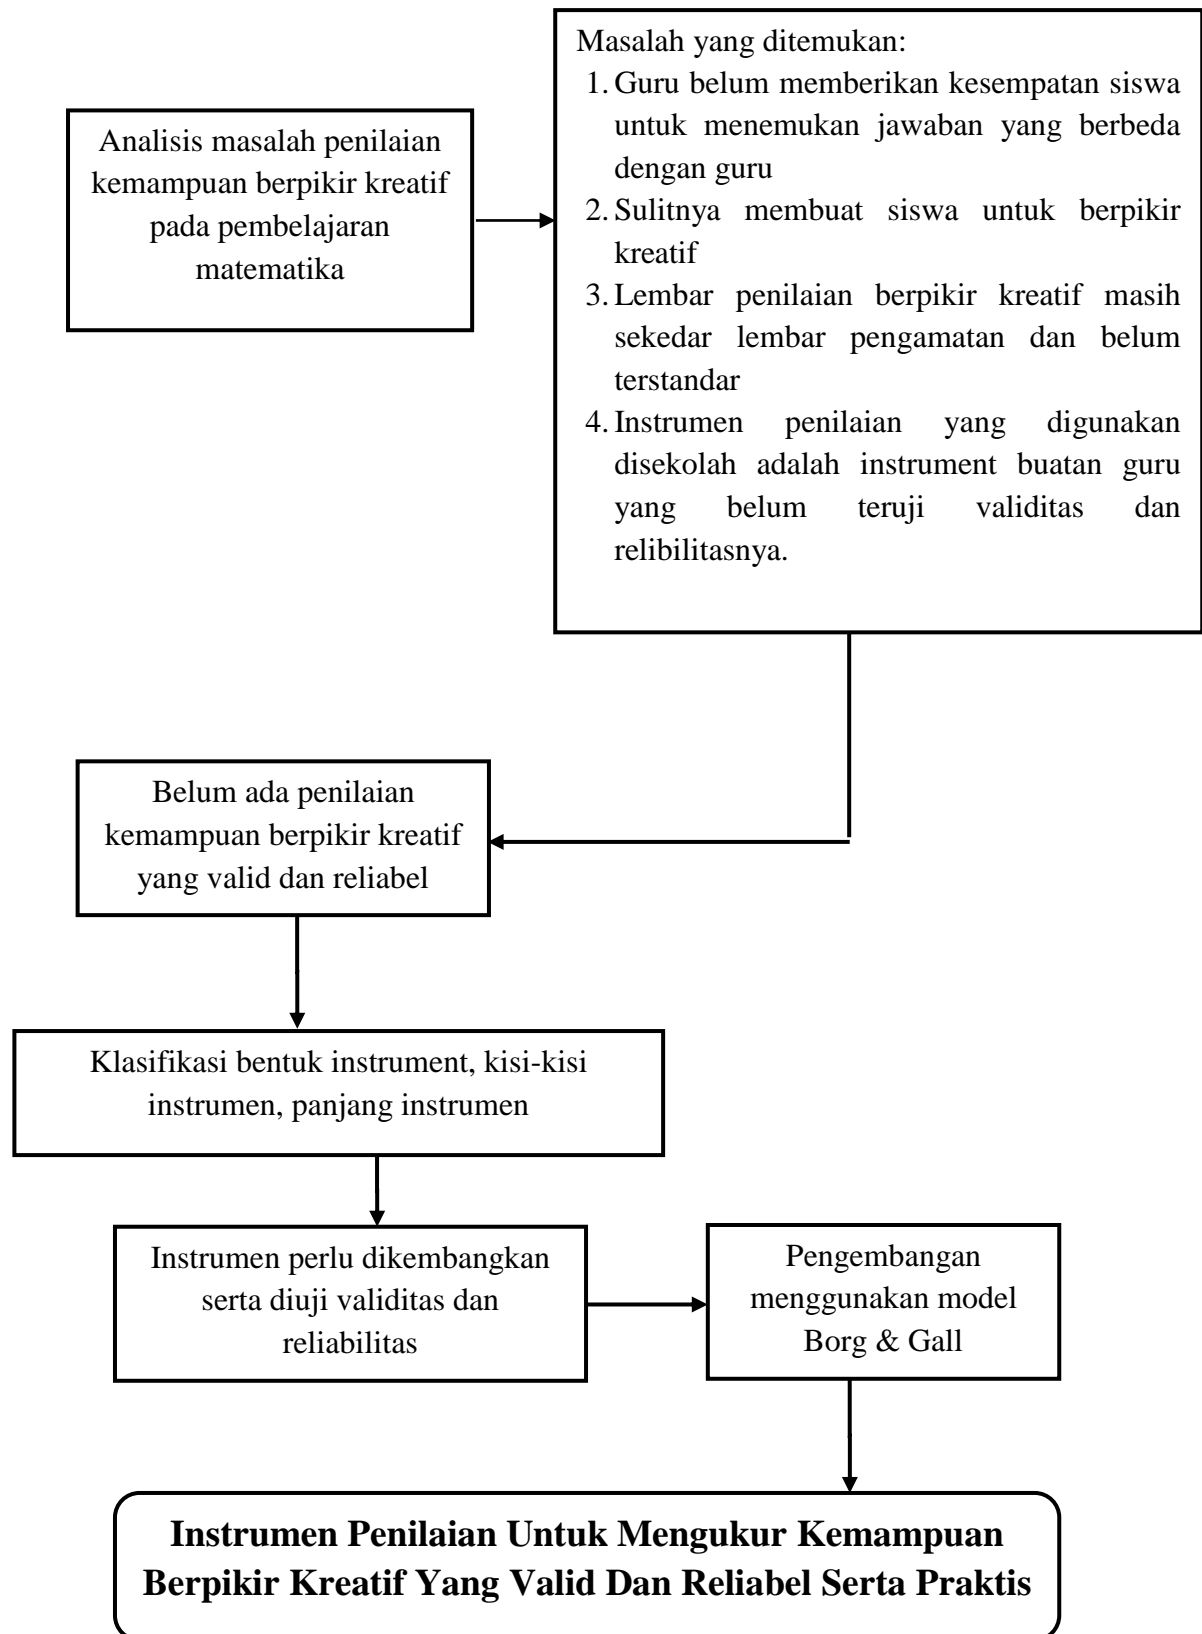 Masalah yang ditemukan:
1. Guru belum memberikan kesempatan siswa
untuk menemukan jawaban yang berbeda
dengan guru
2. Sulitnya membuat siswa untuk berpikir
kreatif
3. Lembar penilaian berpikir kreatif masih
sekedar lembar pengamatan dan belum
terstandar
4. Instrumen penilaian yang digunakan
disekolah adalah instrument buatan guru
yang belum teruji validitas dan
relibilitasnya.
Analisis masalah penilaian
kemampuan berpikir kreatif
pada pembelajaran
matematika
Belum ada penilaian
kemampuan berpikir kreatif
yang valid dan reliabel
Klasifikasi bentuk instrument, kisi-kisi
instrumen, panjang instrumen
Instrumen perlu dikembangkan
serta diuji validitas dan
reliabilitas
Pengembangan
menggunakan model
Borg & Gall
Instrumen Penilaian Untuk Mengukur Kemampuan
Berpikir Kreatif Yang Valid Dan Reliabel Serta Praktis